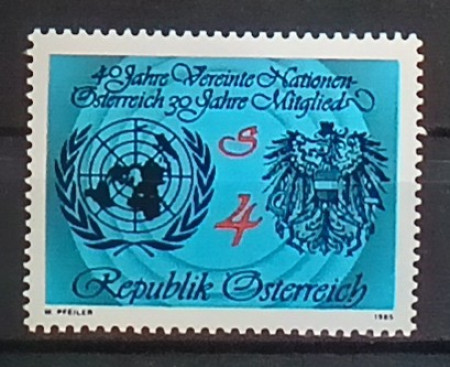 40 Jahre Vereinte Nationen-
Österreich 30 Jahre Mitglied
S
4
Republik Österreich
W. PFEILER
1985